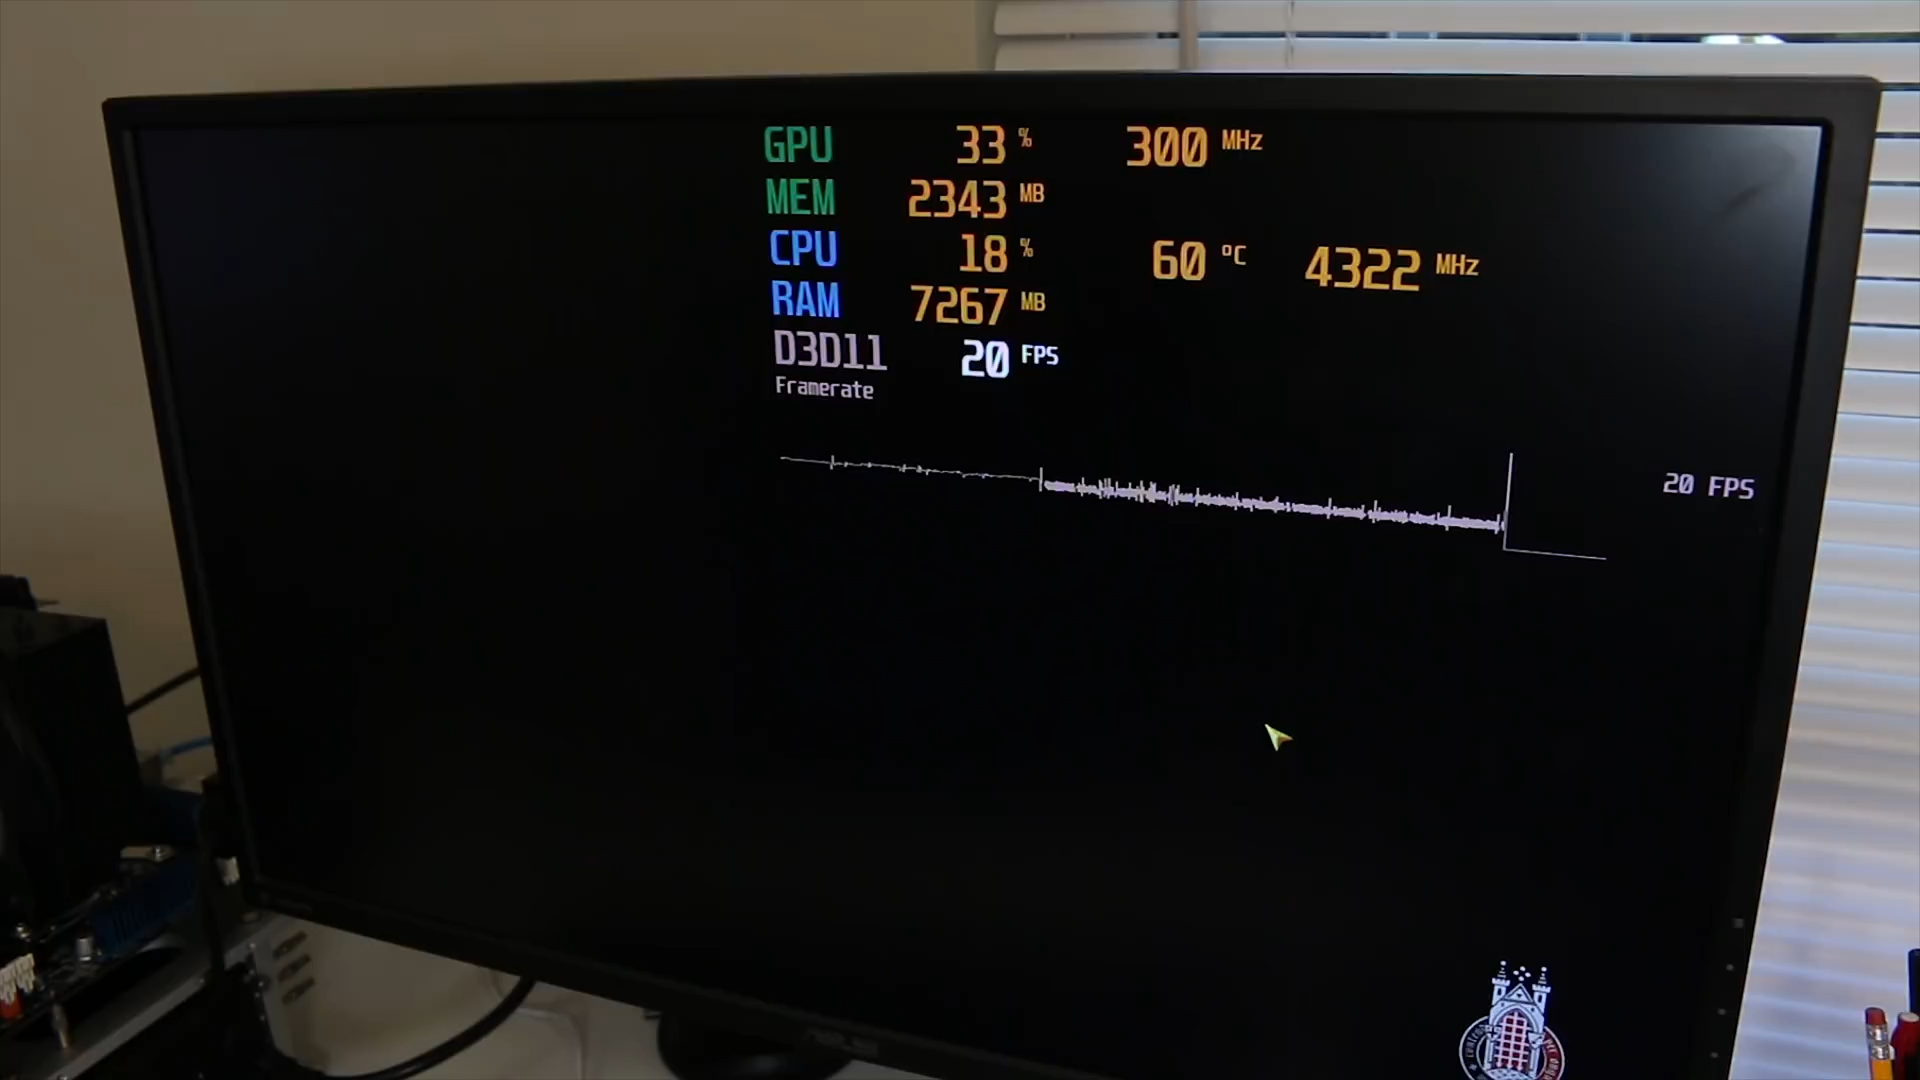 GPU 33 % 300 MHz
MEM 2343 MB
CPU 18 % 60 °C 4322 MHz
RAM 7267 MB
D3D11 20 FPS
Framerate
20 FPS